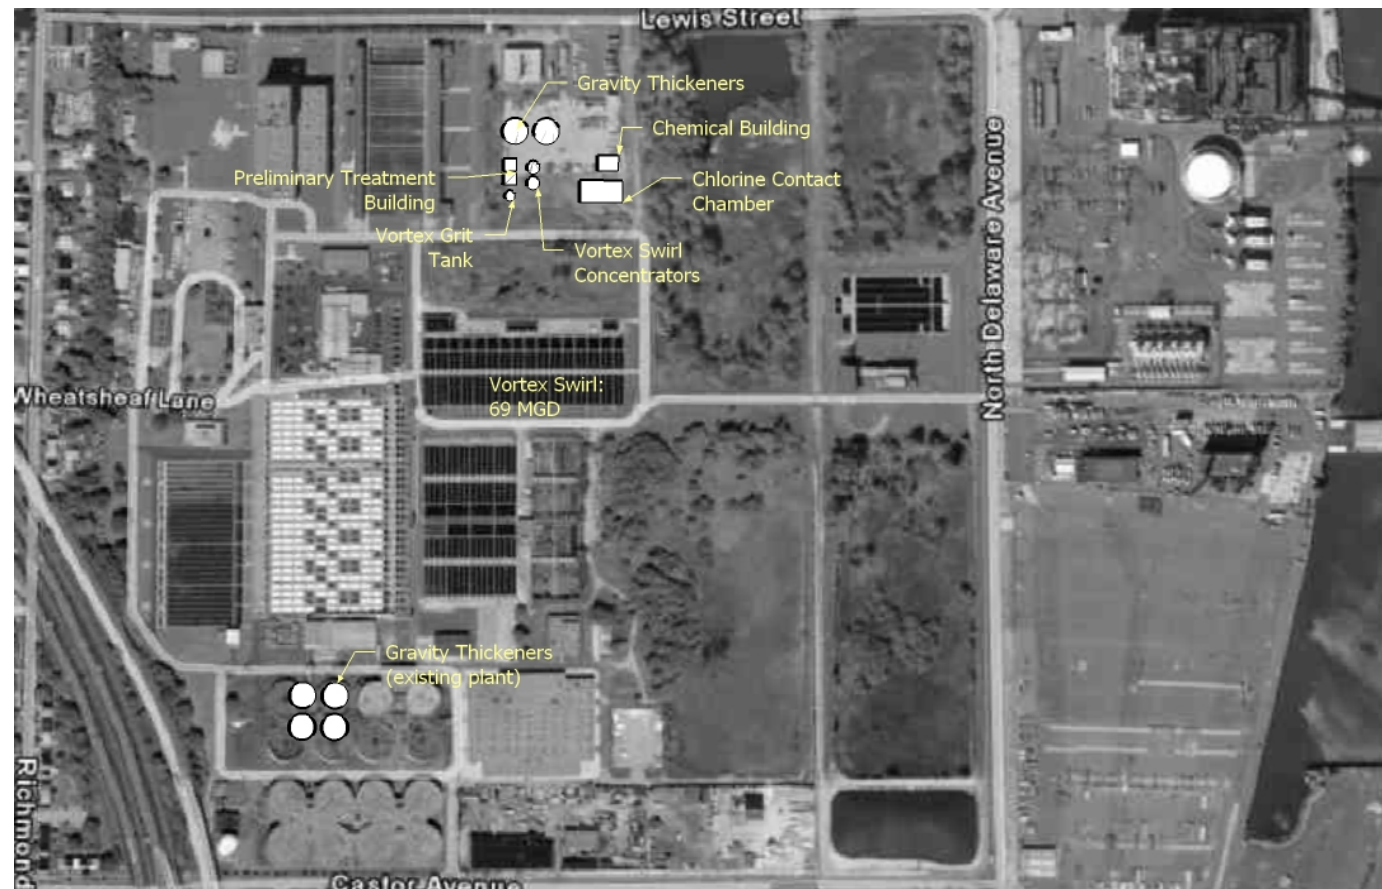 Lewis Street
Gravity Thickeners
Chemical Building
Preliminary Treatment
Building
Chlorine Contact
Chamber
Vortex Grit
Tank
Vortex Swirl
Concentrators
North Delaware Avenue
Vortex Swirl:
69 MGD
Wheatsheaf Lane
Gravity Thickeners
(existing plant)
Richmond
Castor Avenue